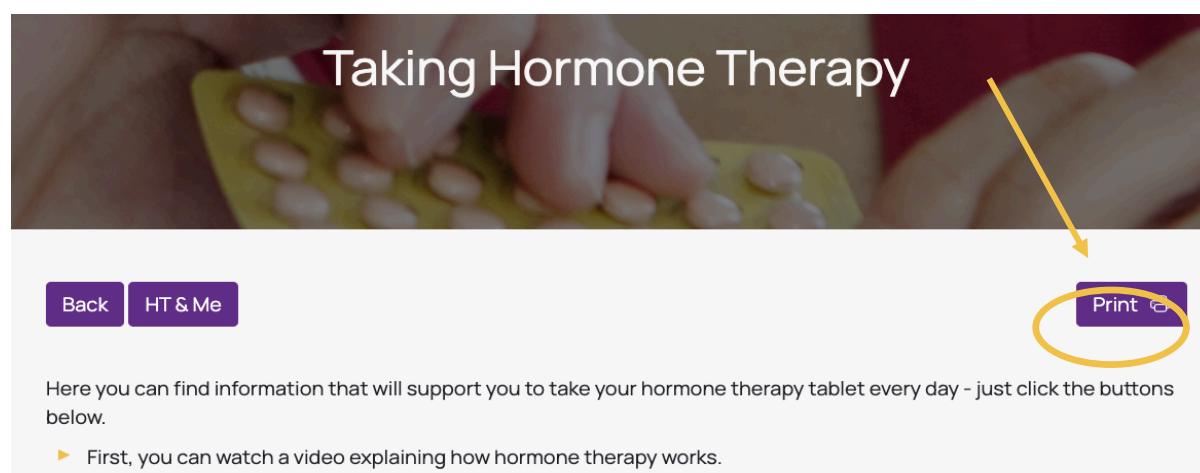 Taking Hormone Therapy
Back HT & Me Print
Here you can find information that will support you to take your hormone therapy tablet every day - just click the buttons
below.
First, you can watch a video explaining how hormone therapy works.